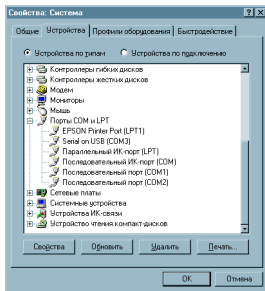 Свойства: Система
Общие Устройства Профили оборудования Быстродействие
Устройства по типам Устройства по подключению
Контроллеры гибких дисков
Контроллеры жестких дисков
Модем
Мониторы
Мышь
Порты COM и LPT
EPSON Printer Port (LPT1)
Serial on USB (COM3)
Параллельный ИК-порт (LPT)
Последовательный ИК-порт (COM)
Последовательный порт (COM1)
Последовательный порт (COM2)
Сетевые платы
Системные устройства
Устройства ИК-связи
Устройство чтения компакт-дисков
Свойства Обновить Удалить Печать...
OK Отмена